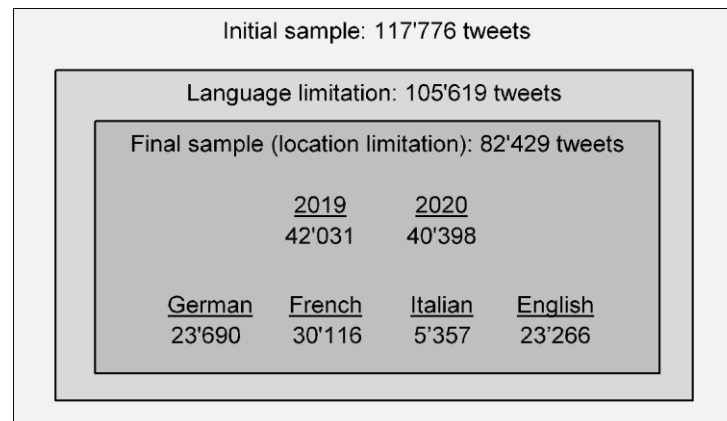 Initial sample: 117'776 tweets
Language limitation: 105'619 tweets
Final sample (location limitation): 82'429 tweets
2019 2020
42'031 40'398
German French Italian English
23'690 30'116 5’357 23’266